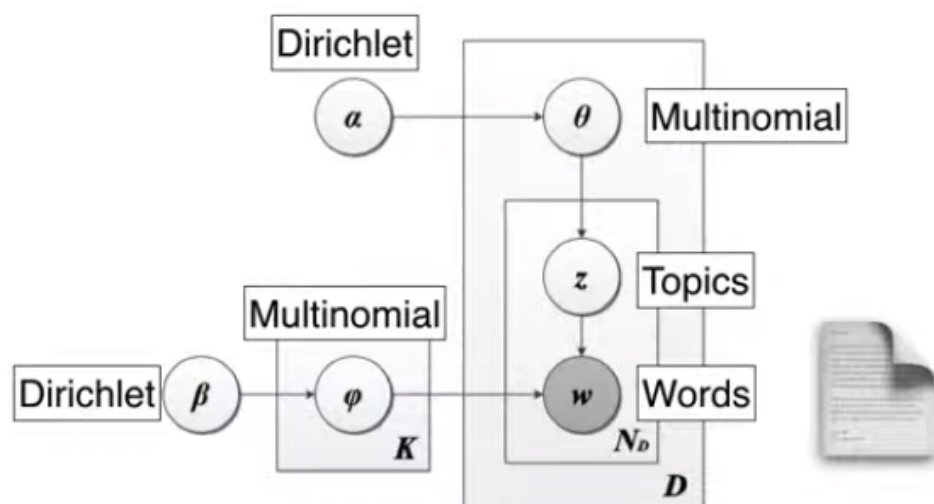 Dirichlet
α
θ
Multinomial
z
Topics
Multinomial
Dirichlet
β
φ
w
Words
K
N_D
D